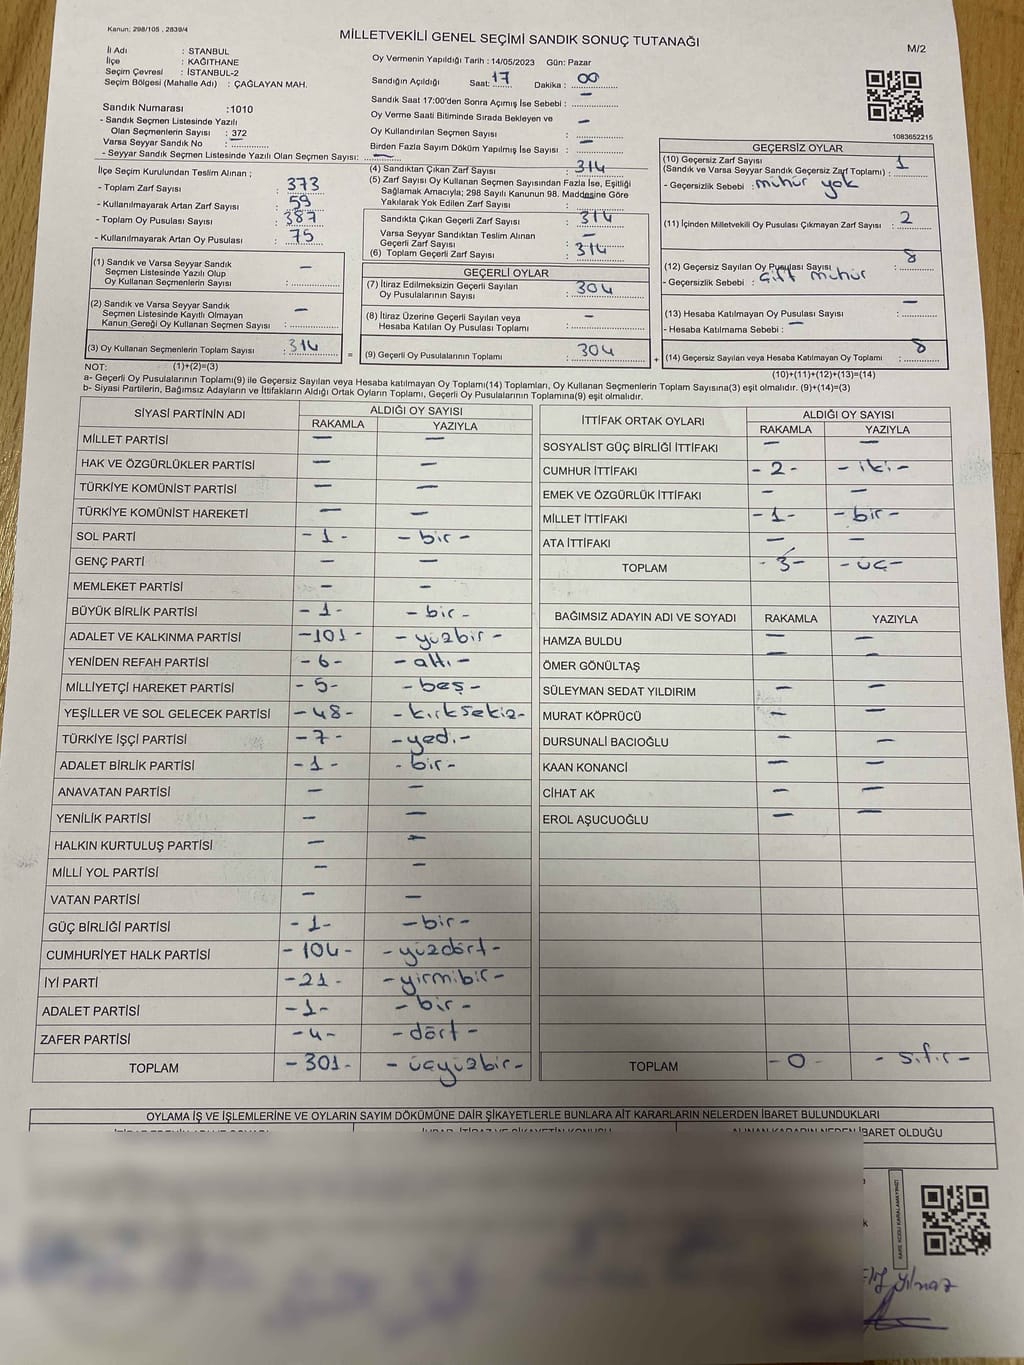 Kanun: 298/105 , 2839/4
MİLLETVEKİLİ GENEL SEÇİMİ SANDIK SONUÇ TUTANAĞI
M/2
İl Adı : STANBUL
İlçe : KAĞITHANE
Seçim Çevresi : İSTANBUL-2
Seçim Bölgesi (Mahalle Adı) : ÇAĞLAYAN MAH.
Oy Vermenin Yapıldığı Tarih : 14/05/2023 Gün: Pazar
Sandığın Açıldığı Saat: 17 Dakika : 00
Sandık Saat 17:00'den Sonra Açımış İse Sebebi : –
Oy Verme Saati Bitiminde Sırada Bekleyen ve
Oy Kullandırılan Seçmen Sayısı : –
Birden Fazla Sayım Döküm Yapılmış İse Sayısı : –
Sandık Numarası :1010
- Sandık Seçmen Listesinde Yazılı
Olan Seçmenlerin Sayısı : 372
Varsa Seyyar Sandık No : –
- Seyyar Sandık Seçmen Listesinde Yazılı Olan Seçmen Sayısı: –
1083652215
İlçe Seçim Kurulundan Teslim Alınan ;
- Toplam Zarf Sayısı : 373
- Kullanılmayarak Artan Zarf Sayısı : 59
- Toplam Oy Pusulası Sayısı : 387
- Kullanılmayarak Artan Oy Pusulası : 75
(4) Sandıktan Çıkan Zarf Sayısı : 314
(5) Zarf Sayısı Oy Kullanan Seçmen Sayısından Fazla İse, Eşitliği
Sağlamak Amacıyla; 298 Sayılı Kanunun 98. Maddesine Göre
Yakılarak Yok Edilen Zarf Sayısı : –
Sandıkta Çıkan Geçerli Zarf Sayısı : 314
Varsa Seyyar Sandıktan Teslim Alınan
Geçerli Zarf Sayısı : –
(6) Toplam Geçerli Zarf Sayısı : 314
GEÇERSİZ OYLAR
(10) Geçersiz Zarf Sayısı 1
(Sandık ve Varsa Seyyar Sandık Geçersiz Zarf Toplamı) :
- Geçersizlik Sebebi : mühür yok
(11) İçinden Milletvekili Oy Pusulası Çıkmayan Zarf Sayısı : 2
(12) Geçersiz Sayılan Oy Pusulası Sayısı : 8
- Geçersizlik Sebebi : çift mühür
(13) Hesaba Katılmayan Oy Pusulası Sayısı : –
- Hesaba Katılmama Sebebi : –
(14) Geçersiz Sayılan veya Hesaba Katılmayan Oy Toplamı : 8
(10)+(11)+(12)+(13)=(14)
(1) Sandık ve Varsa Seyyar Sandık
Seçmen Listesinde Yazılı Olup
Oy Kullanan Seçmenlerin Sayısı : –
(2) Sandık ve Varsa Seyyar Sandık
Seçmen Listesinde Kayıtlı Olmayan
Kanun Gereği Oy Kullanan Seçmen Sayısı : –
(3) Oy Kullanan Seçmenlerin Toplam Sayısı : 314
GEÇERLİ OYLAR
(7) İtiraz Edilmeksizin Geçerli Sayılan
Oy Pusulalarının Sayısı : 304
(8) İtiraz Üzerine Geçerli Sayılan veya
Hesaba Katılan Oy Pusulası Toplamı : –
= (9) Geçerli Oy Pusulalarının Toplamı : 304 +
NOT: (1)+(2)=(3)
a- Geçerli Oy Pusulalarının Toplamı(9) ile Geçersiz Sayılan veya Hesaba katılmayan Oy Toplamı(14) Toplamları, Oy Kullanan Seçmenlerin Toplam Sayısına(3) eşit olmalıdır. (9)+(14)=(3)
b- Siyasi Partilerin, Bağımsız Adayların ve İttifakların Aldığı Ortak Oyların Toplamı, Geçerli Oy Pusulalarının Toplamına(9) eşit olmalıdır.
SİYASİ PARTİNİN ADI ALDIĞI OY SAYISI
RAKAMLA YAZIYLA
MİLLET PARTİSİ – –
HAK VE ÖZGÜRLÜKLER PARTİSİ – –
TÜRKİYE KOMÜNİST PARTİSİ – –
TÜRKİYE KOMÜNİST HAREKETİ – –
SOL PARTİ -1- -bir-
GENÇ PARTİ – –
MEMLEKET PARTİSİ – –
BÜYÜK BİRLİK PARTİSİ -1- -bir-
ADALET VE KALKINMA PARTİSİ -101- -yüzbir-
YENİDEN REFAH PARTİSİ -6- -altı-
MİLLİYETÇİ HAREKET PARTİSİ -5- -beş-
YEŞİLLER VE SOL GELECEK PARTİSİ -48- -kırksekiz-
TÜRKİYE İŞÇİ PARTİSİ -7- -yedi-
ADALET BİRLİK PARTİSİ -1- -bir-
ANAVATAN PARTİSİ – –
YENİLİK PARTİSİ – –
HALKIN KURTULUŞ PARTİSİ – –
MİLLİ YOL PARTİSİ – –
VATAN PARTİSİ – –
GÜÇ BİRLİĞİ PARTİSİ -1- -bir-
CUMHURİYET HALK PARTİSİ -104- -yüzdört-
İYİ PARTİ -21- -yirmibir-
ADALET PARTİSİ -1- -bir-
ZAFER PARTİSİ -4- -dört-
TOPLAM -301- -üçyüzbir-
İTTİFAK ORTAK OYLARI ALDIĞI OY SAYISI
RAKAMLA YAZIYLA
SOSYALİST GÜÇ BİRLİĞİ İTTİFAKI – –
CUMHUR İTTİFAKI -2- -iki-
EMEK VE ÖZGÜRLÜK İTTİFAKI – –
MİLLET İTTİFAKI -1- -bir-
ATA İTTİFAKI – –
TOPLAM -3- -üç-
BAĞIMSIZ ADAYIN ADI VE SOYADI RAKAMLA YAZIYLA
HAMZA BULDU – –
ÖMER GÖNÜLTAŞ – –
SÜLEYMAN SEDAT YILDIRIM – –
MURAT KÖPRÜCÜ – –
DURSUNALİ BACIOĞLU – –
KAAN KONANCİ – –
CİHAT AK – –
EROL AŞUCUOĞLU – –
TOPLAM -0- -sıfır-
OYLAMA İŞ VE İŞLEMLERİNE VE OYLARIN SAYIM DÖKÜMÜNE DAİR ŞİKAYETLERLE BUNLARA AİT KARARLARIN NELERDEN İBARET BULUNDUKLARI
ALINAN KARARIN NEDEN İBARET OLDUĞU
KARE KODU KARALAMAYINIZ!
Yılmaz